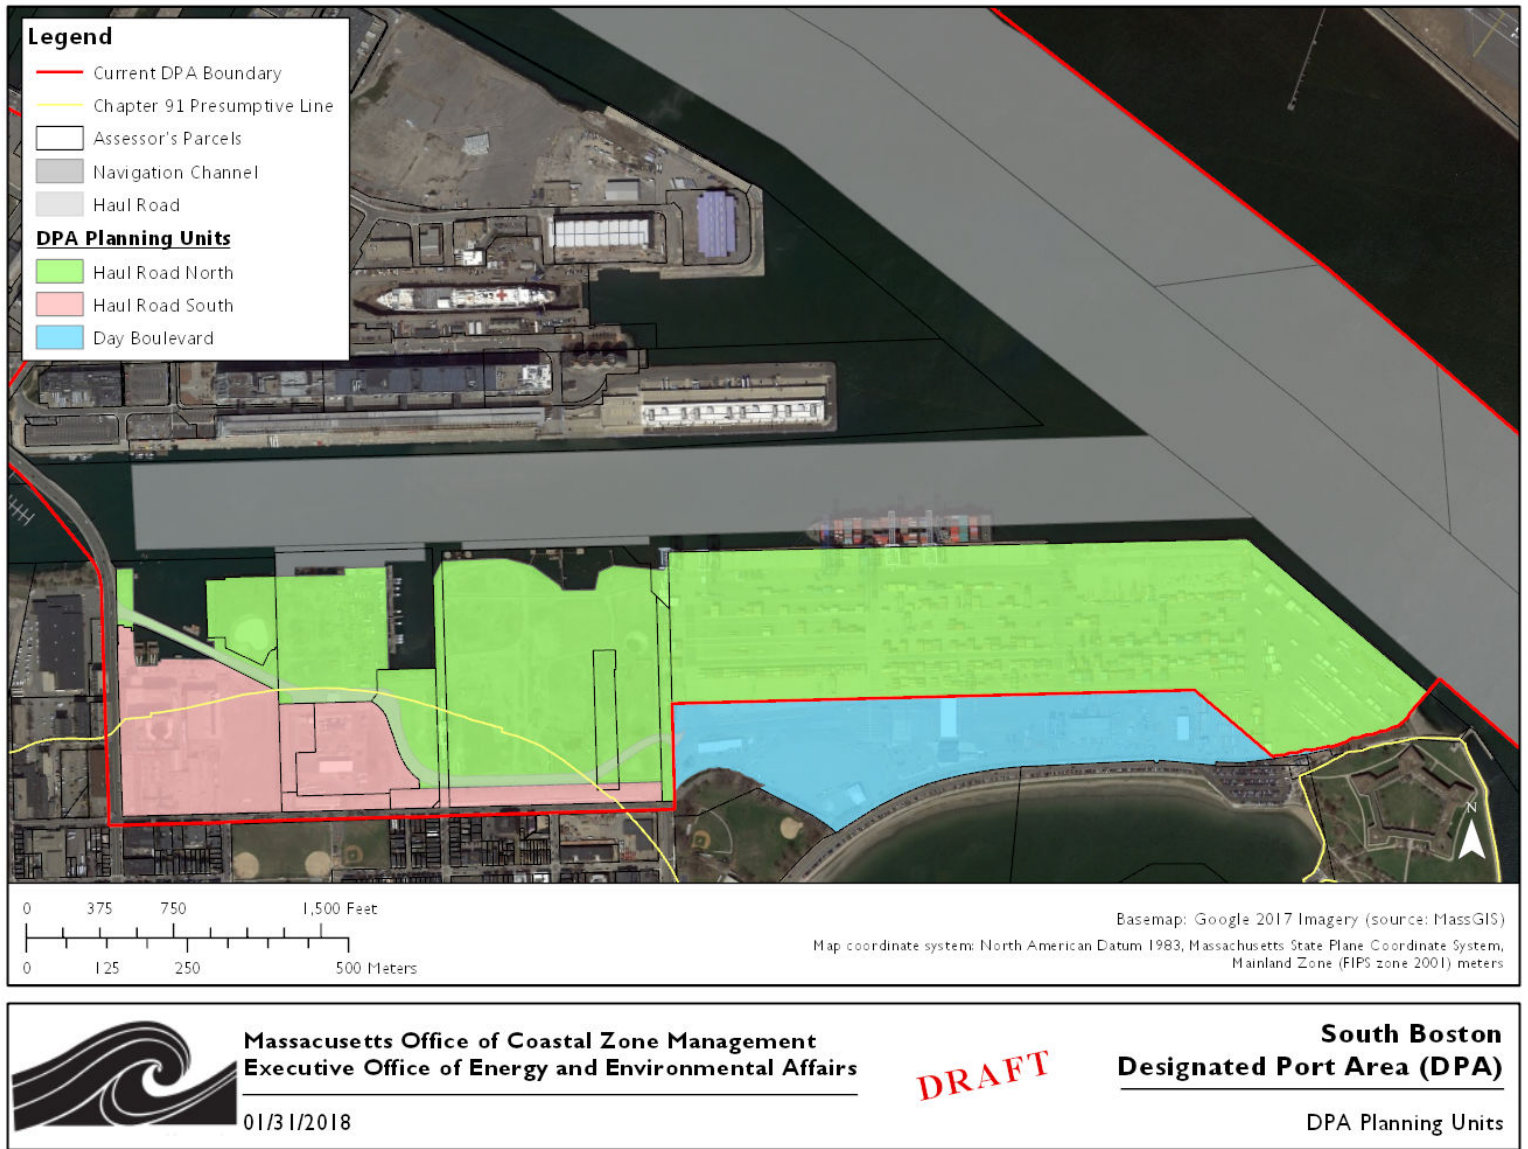 Legend
Current DPA Boundary
Chapter 91 Presumptive Line
Assessor's Parcels
Navigation Channel
Haul Road
DPA Planning Units
Haul Road North
Haul Road South
Day Boulevard
N
0 375 750 1,500 Feet
0 125 250 500 Meters
Basemap: Google 2017 Imagery (source: MassGIS)
Map coordinate system: North American Datum 1983, Massachusetts State Plane Coordinate System,
Mainland Zone (FIPS zone 2001) meters
Massacusetts Office of Coastal Zone Management
Executive Office of Energy and Environmental Affairs
01/31/2018
DRAFT
South Boston
Designated Port Area (DPA)
DPA Planning Units